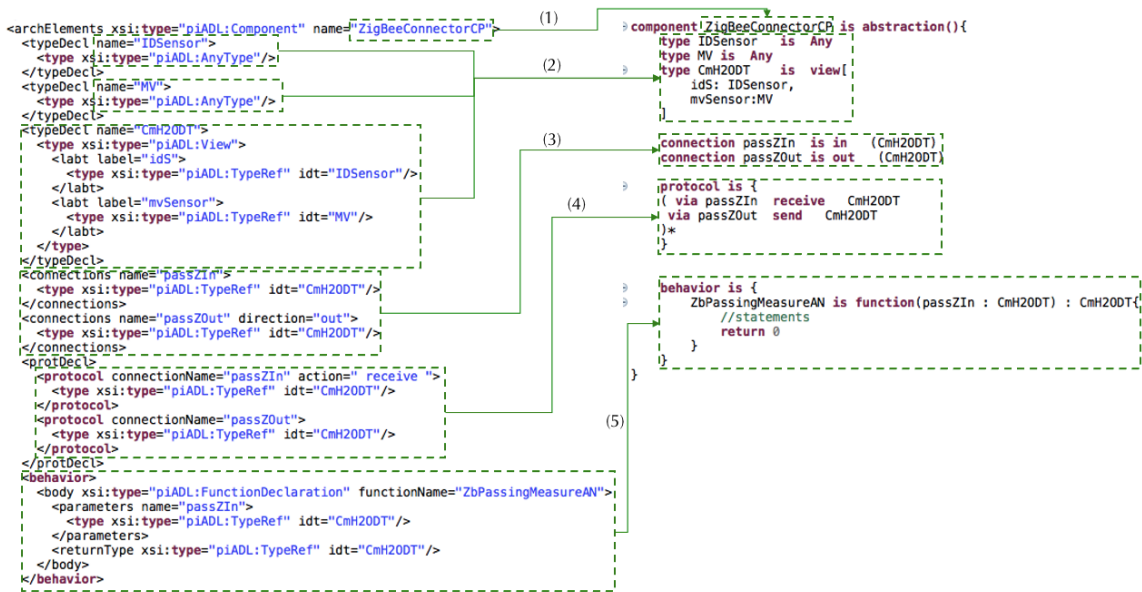 <archElements xsi:type="piADL:Component" name="ZigBeeConnectorCP">
<typeDecl name="IDSensor">
<type xsi:type="piADL:AnyType"/>
</typeDecl>
<typeDecl name="MV">
<type xsi:type="piADL:AnyType"/>
</typeDecl>
<typeDecl name="CmH2ODT">
<type xsi:type="piADL:View">
<labt label="idS">
<type xsi:type="piADL:TypeRef" idt="IDSensor"/>
</labt>
<labt label="mvSensor">
<type xsi:type="piADL:TypeRef" idt="MV"/>
</labt>
</type>
</typeDecl>
<connections name="passZIn">
<type xsi:type="piADL:TypeRef" idt="CmH2ODT"/>
</connections>
<connections name="passZOut" direction="out">
<type xsi:type="piADL:TypeRef" idt="CmH2ODT"/>
</connections>
<protDecl>
<protocol connectionName="passZIn" action=" receive ">
<type xsi:type="piADL:TypeRef" idt="CmH2ODT"/>
</protocol>
<protocol connectionName="passZOut">
<type xsi:type="piADL:TypeRef" idt="CmH2ODT"/>
</protocol>
</protDecl>
<behavior>
<body xsi:type="piADL:FunctionDeclaration" functionName="ZbPassingMeasureAN">
<parameters name="passZIn">
<type xsi:type="piADL:TypeRef" idt="CmH2ODT"/>
</parameters>
<returnType xsi:type="piADL:TypeRef" idt="CmH2ODT"/>
</body>
</behavior>
(1)
(2)
(3)
(4)
(5)
component ZigBeeConnectorCP is abstraction(){
type IDSensor is Any
type MV is Any
type CmH2ODT is view[
idS: IDSensor,
mvSensor:MV
]
connection passZIn is in (CmH2ODT)
connection passZOut is out (CmH2ODT)
protocol is {
( via passZIn receive CmH2ODT
via passZOut send CmH2ODT
)*
}
behavior is {
ZbPassingMeasureAN is function(passZIn : CmH2ODT) : CmH2ODT{
//statements
return 0
}
}
}